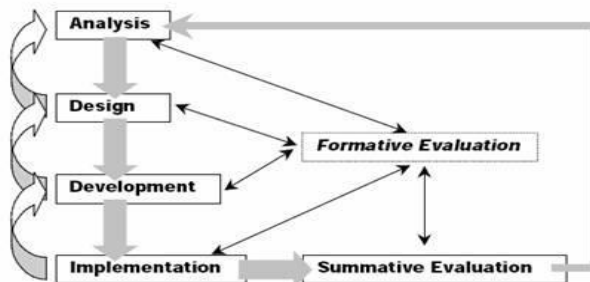 Analysis
Design
Formative Evaluation
Development
Implementation
Summative Evaluation